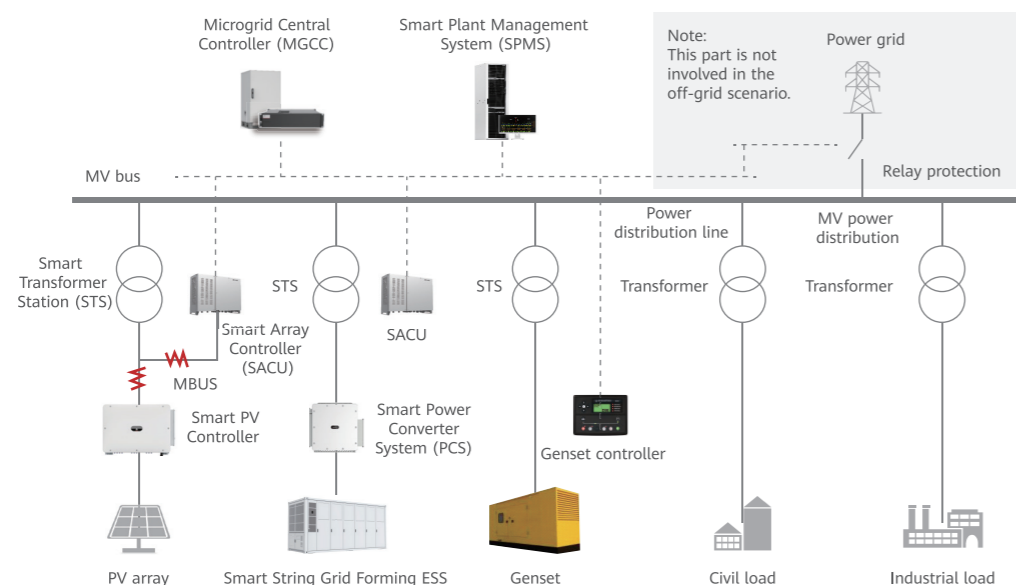 Microgrid Central
Controller (MGCC)
Smart Plant Management
System (SPMS)
Note:
This part is not
involved in the
off-grid scenario.
Power grid
MV bus
Relay protection
Power
distribution line
MV power
distribution
Smart
Transformer
Station (STS)
STS
STS
Transformer
Transformer
Smart Array
Controller
(SACU)
SACU
MBUS
Smart PV
Controller
Smart Power
Converter
System (PCS)
Genset controller
PV array
Smart String Grid Forming ESS
Genset
Civil load
Industrial load